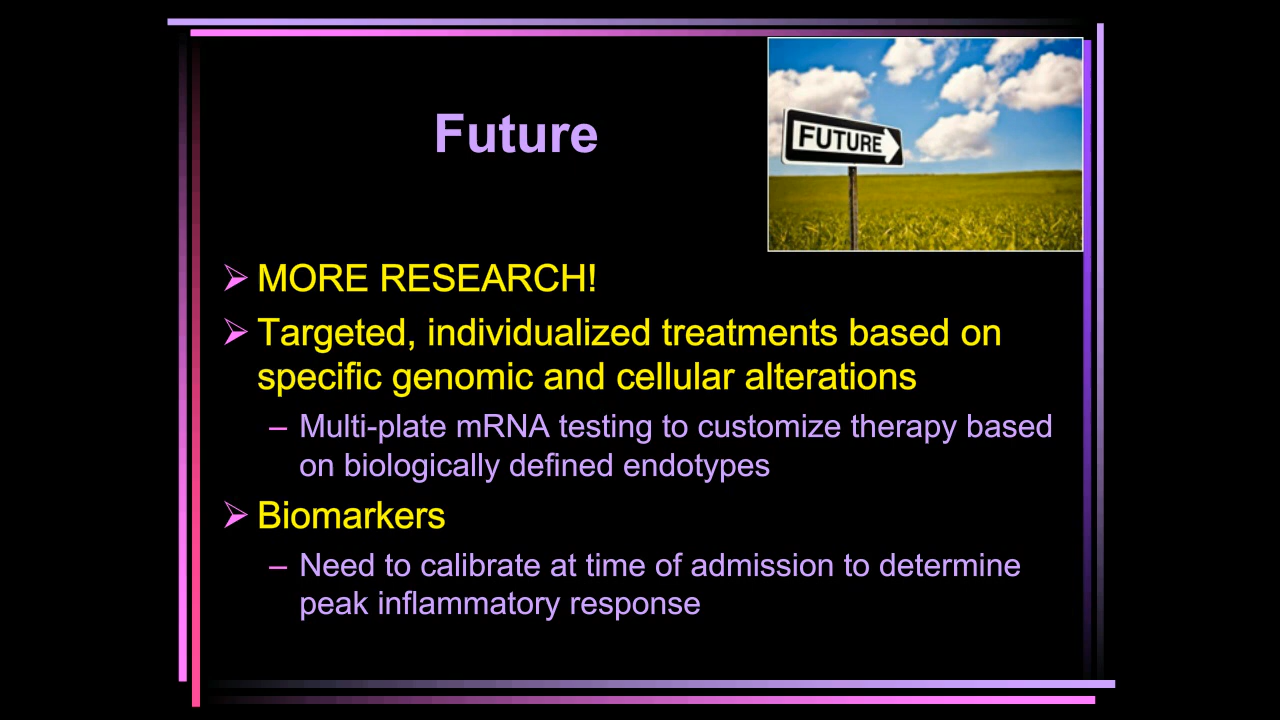 Future
FUTURE
➢ MORE RESEARCH!
➢ Targeted, individualized treatments based on
specific genomic and cellular alterations
– Multi-plate mRNA testing to customize therapy based
on biologically defined endotypes
➢ Biomarkers
– Need to calibrate at time of admission to determine
peak inflammatory response